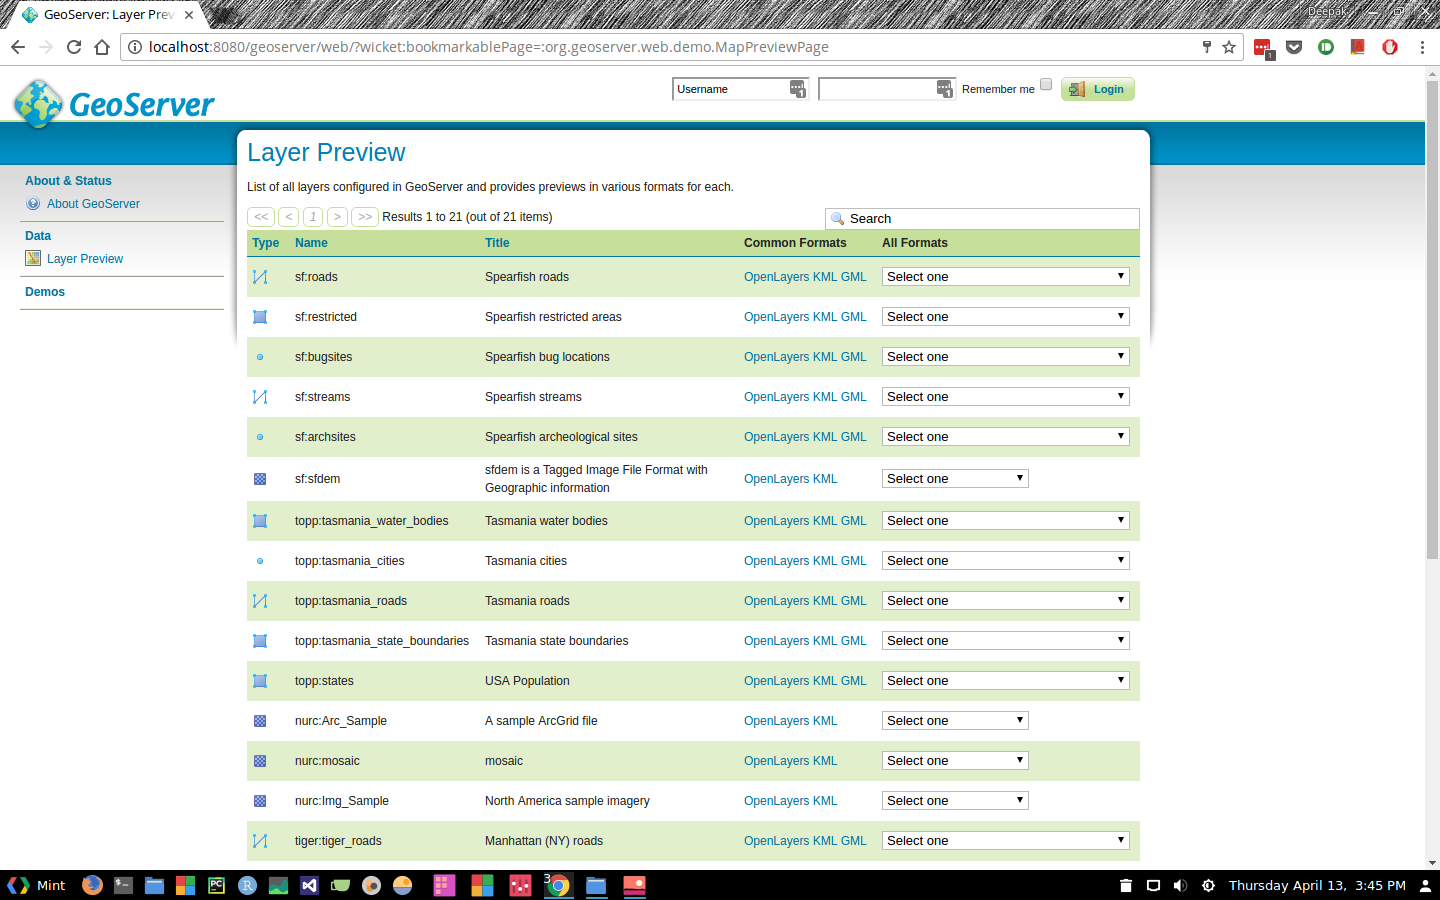 GeoServer: Layer Prev
Deepak
localhost:8080/geoserver/web/?wicket:bookmarkablePage=:org.geoserver.web.demo.MapPreviewPage
1
GeoServer
Username
1
1
Remember me
Login
Layer Preview
About & Status
About GeoServer
Data
Layer Preview
Demos
List of all layers configured in GeoServer and provides previews in various formats for each.
<< < 1 > >> Results 1 to 21 (out of 21 items)
Search
Type Name Title Common Formats All Formats
sf:roads Spearfish roads OpenLayers KML GML Select one
sf:restricted Spearfish restricted areas OpenLayers KML GML Select one
sf:bugsites Spearfish bug locations OpenLayers KML GML Select one
sf:streams Spearfish streams OpenLayers KML GML Select one
sf:archsites Spearfish archeological sites OpenLayers KML GML Select one
sf:sfdem sfdem is a Tagged Image File Format with
Geographic information OpenLayers KML Select one
topp:tasmania_water_bodies Tasmania water bodies OpenLayers KML GML Select one
topp:tasmania_cities Tasmania cities OpenLayers KML GML Select one
topp:tasmania_roads Tasmania roads OpenLayers KML GML Select one
topp:tasmania_state_boundaries Tasmania state boundaries OpenLayers KML GML Select one
topp:states USA Population OpenLayers KML GML Select one
nurc:Arc_Sample A sample ArcGrid file OpenLayers KML Select one
nurc:mosaic mosaic OpenLayers KML Select one
nurc:Img_Sample North America sample imagery OpenLayers KML Select one
tiger:tiger_roads Manhattan (NY) roads OpenLayers KML GML Select one
Mint
PC
R
3
Thursday April 13, 3:45 PM